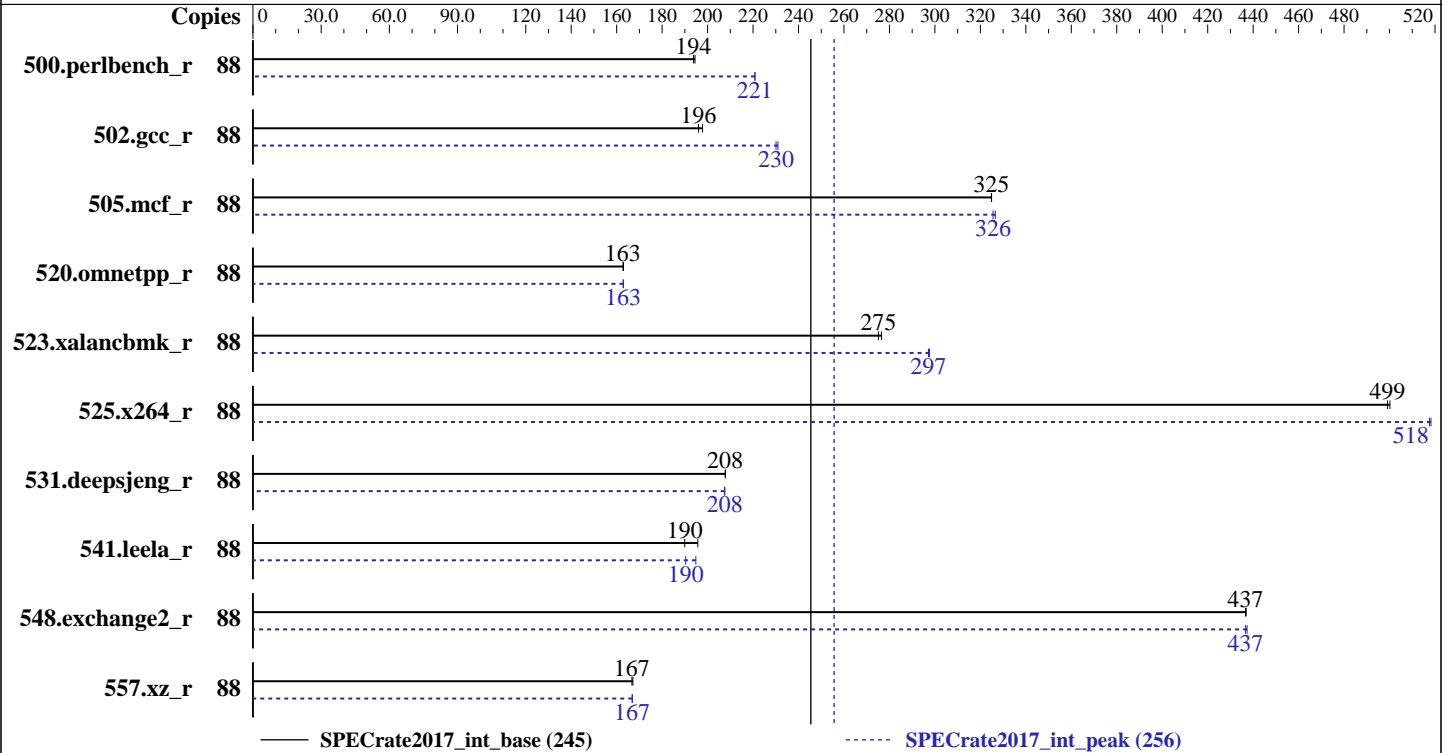 Copies 0 30.0 60.0 90.0 120 140 160 180 200 220 240 260 280 300 320 340 360 380 400 420 440 460 480 520
194
500.perlbench_r 88
221
196
502.gcc_r 88
230
325
505.mcf_r 88
326
163
520.omnetpp_r 88
163
275
523.xalancbmk_r 88
297
499
525.x264_r 88
518
208
531.deepsjeng_r 88
208
190
541.leela_r 88
190
437
548.exchange2_r 88
437
167
557.xz_r 88
167
SPECrate2017_int_base (245) SPECrate2017_int_peak (256)